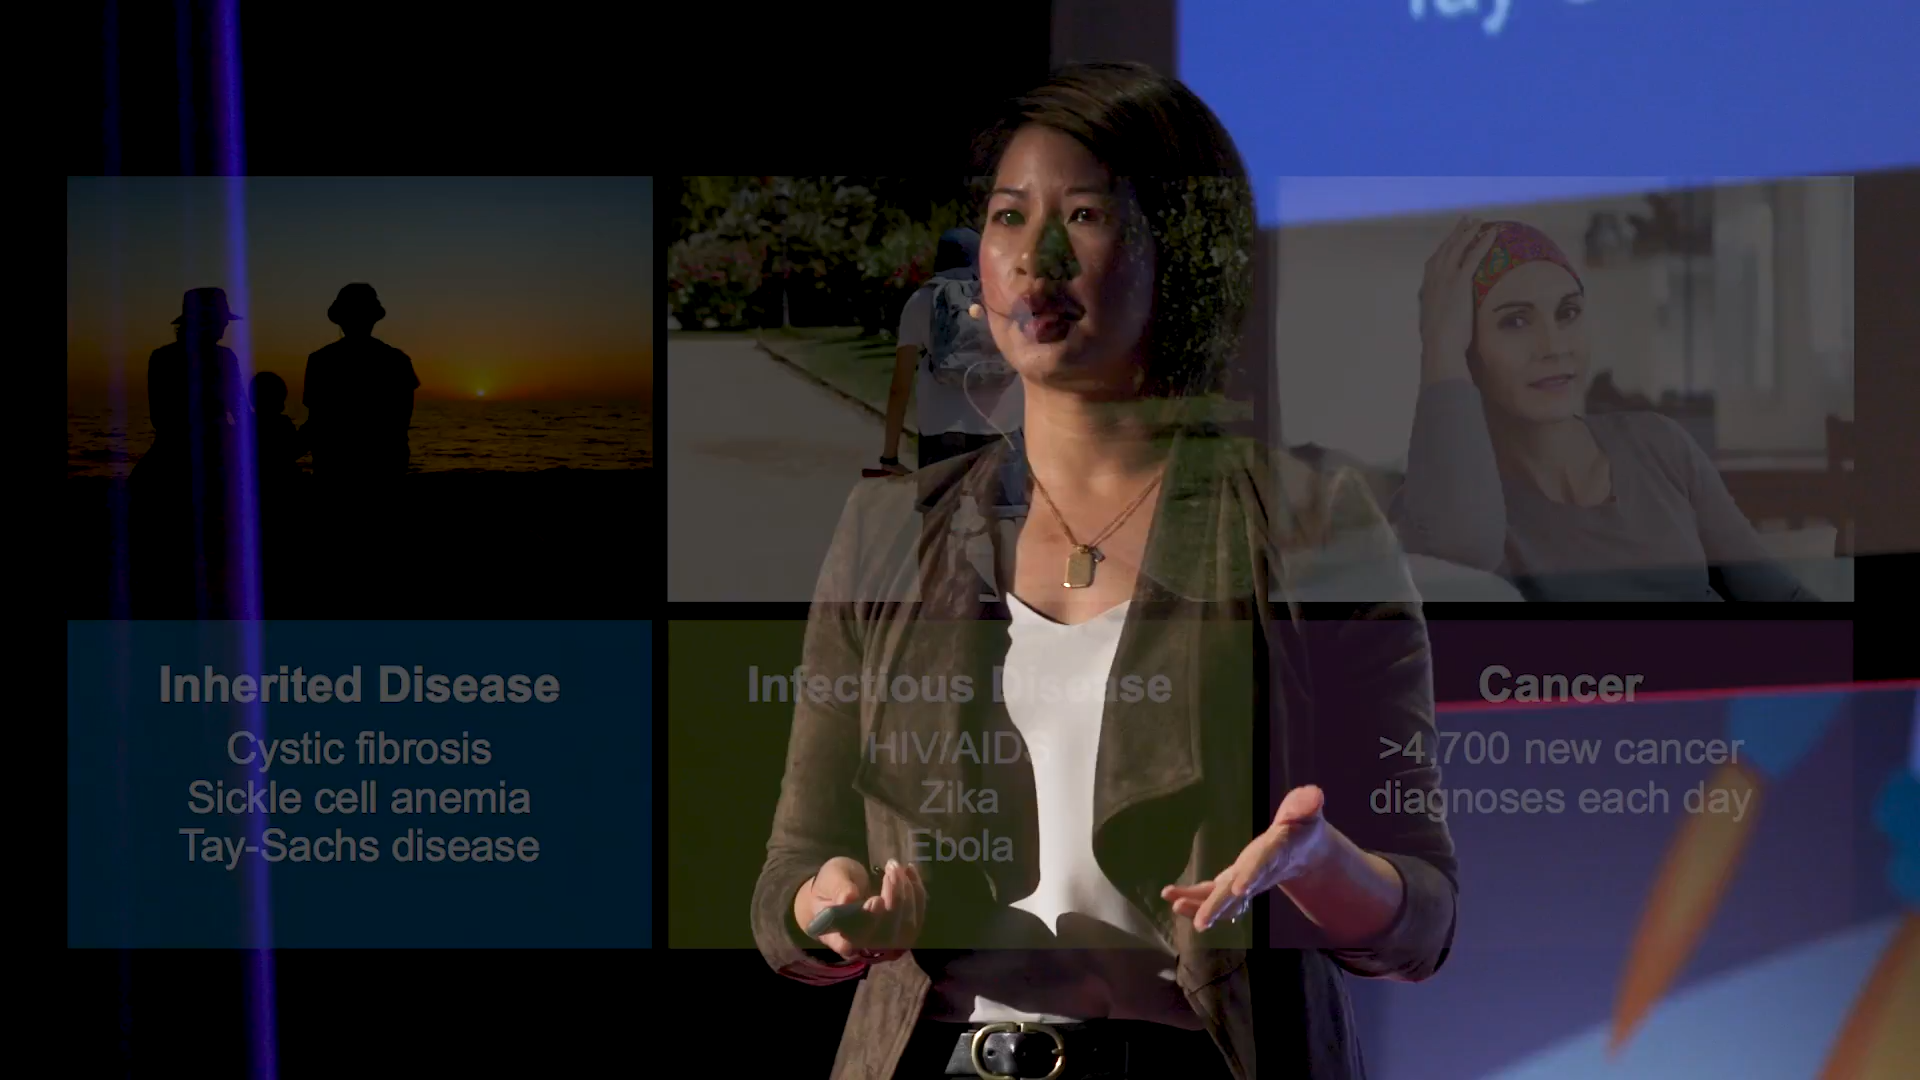 Inherited Disease
Cystic fibrosis
Sickle cell anemia
Tay-Sachs disease
Infectious Disease
HIV/AIDS
Zika
Ebola
Cancer
>4,700 new cancer
diagnoses each day